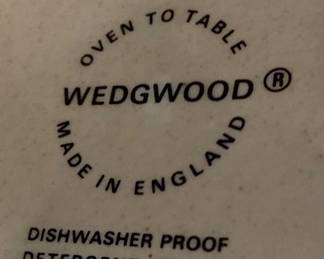 OVEN TO TABLE
WEDGWOOD®
MADE IN ENGLAND
DISHWASHER PROOF